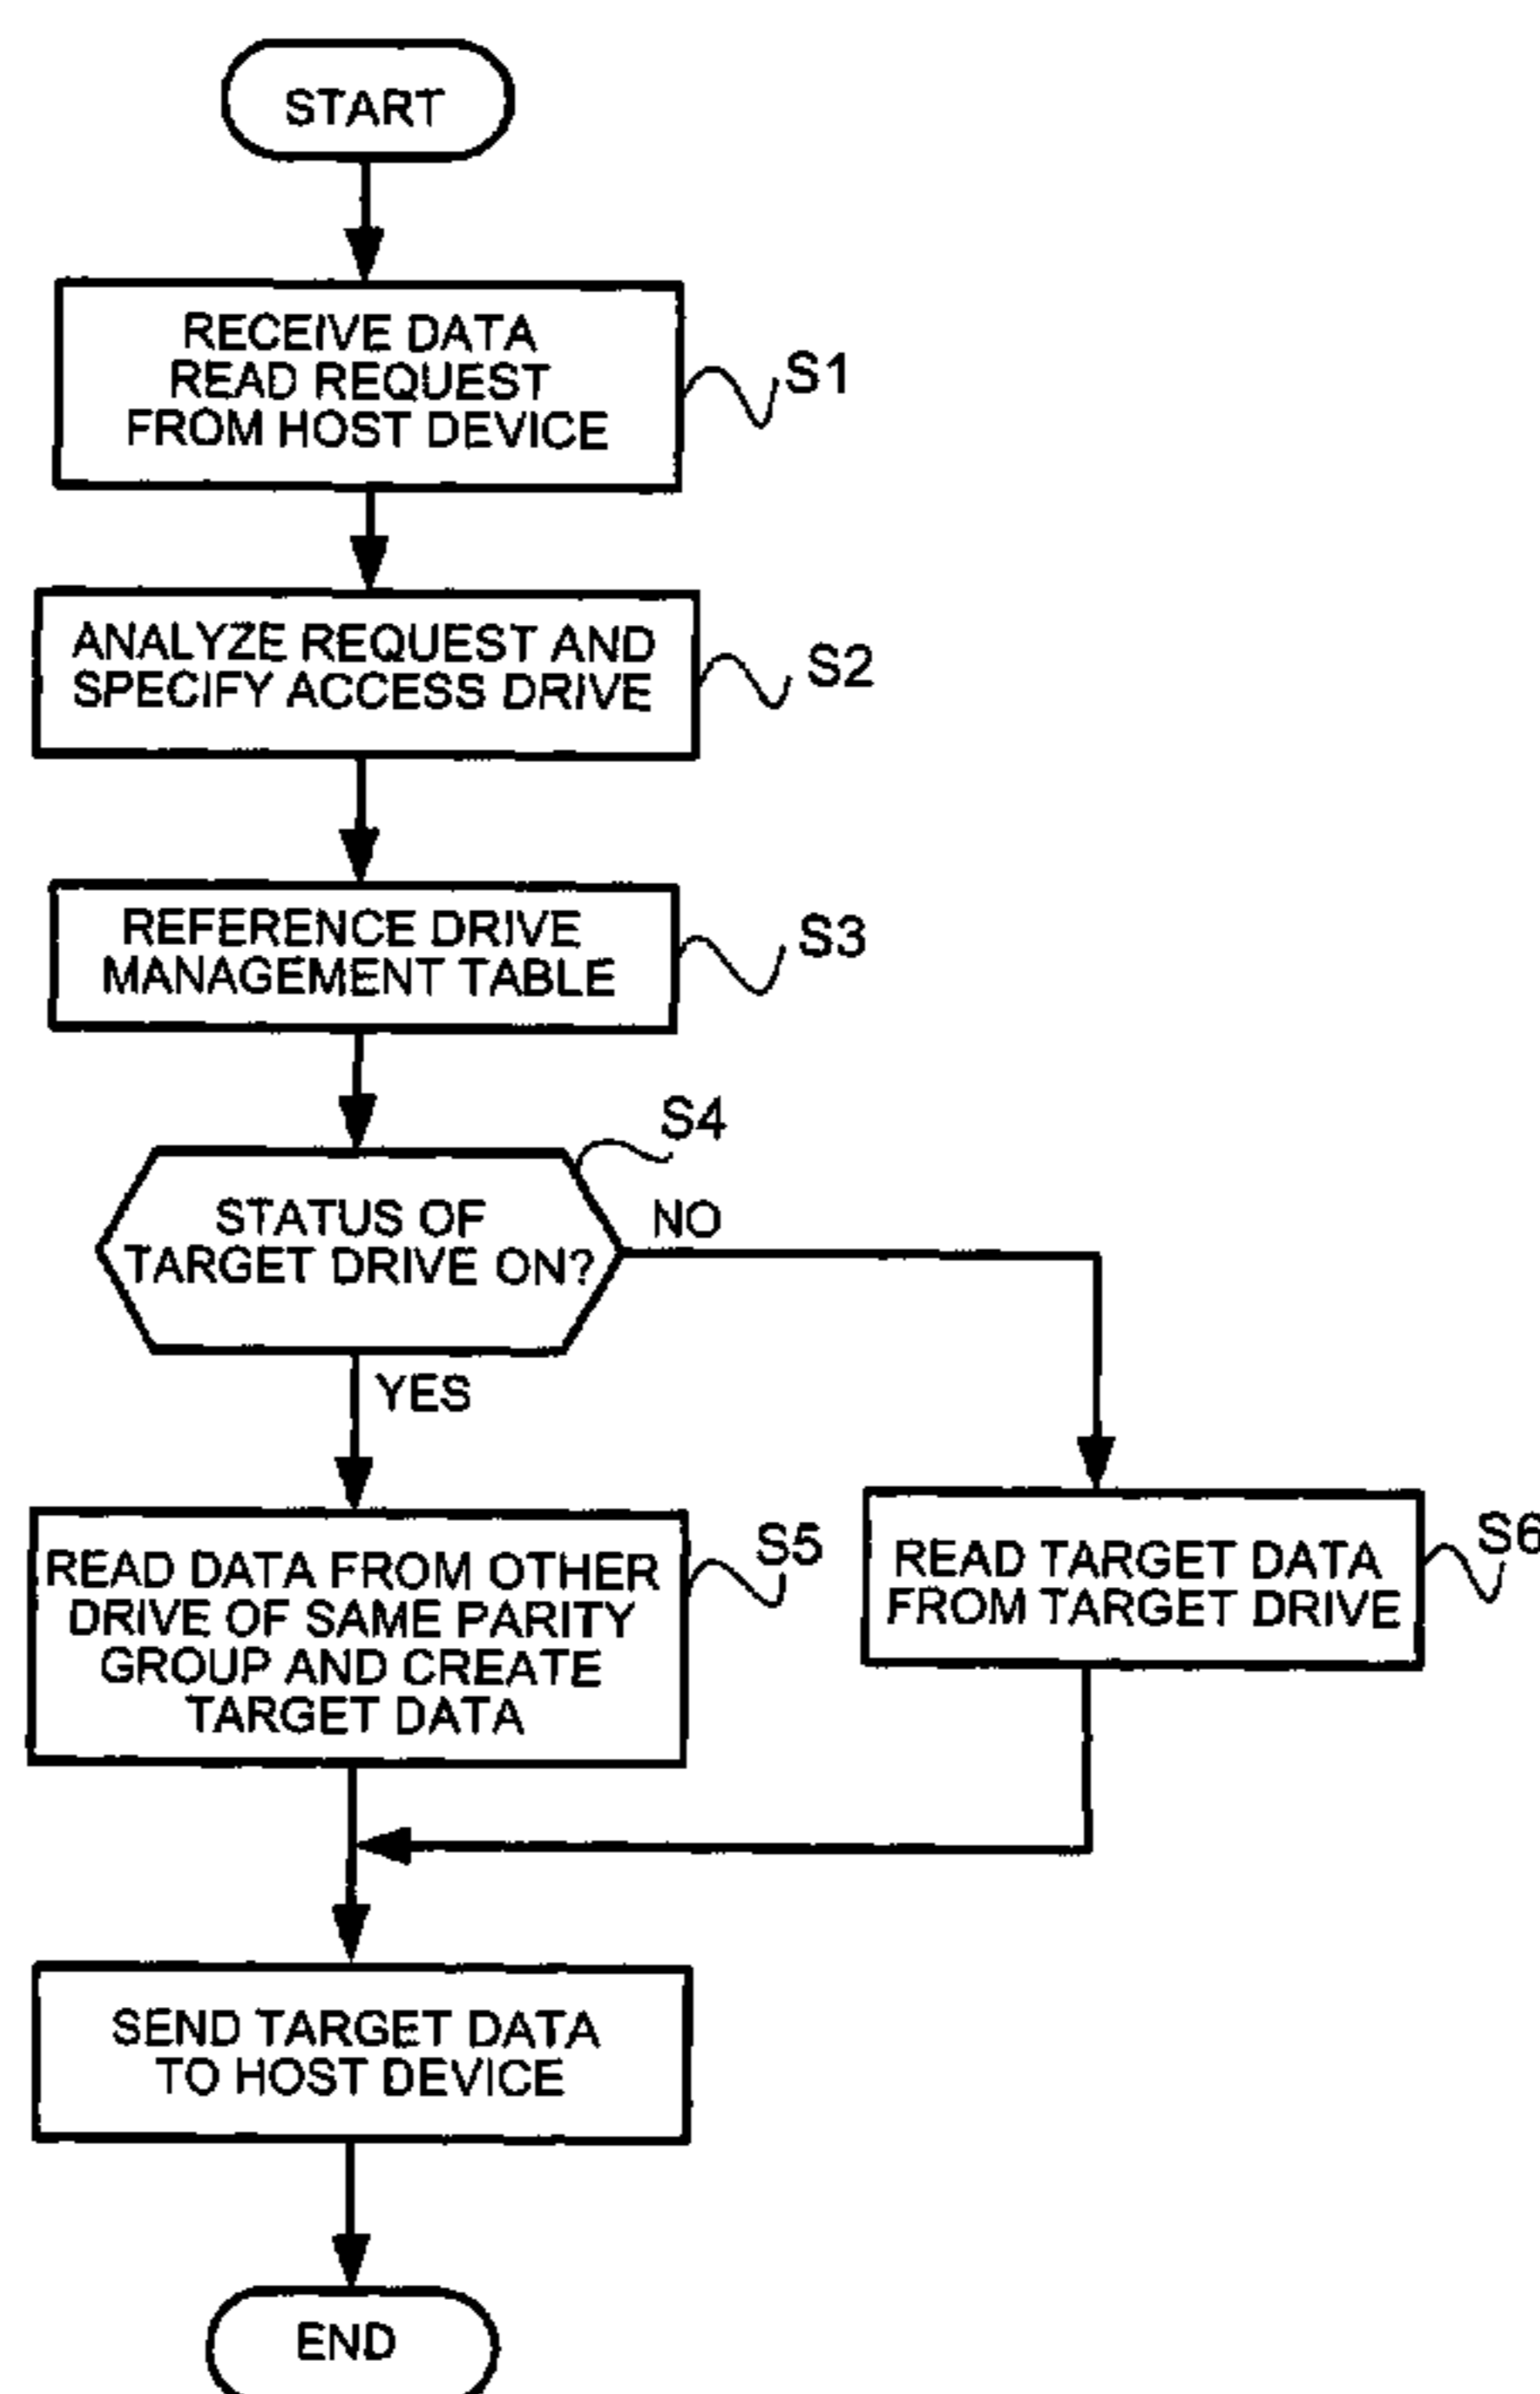 START
RECEIVE DATA
READ REQUEST
FROM HOST DEVICE
S1
ANALYZE REQUEST AND
SPECIFY ACCESS DRIVE
S2
REFERENCE DRIVE
MANAGEMENT TABLE
S3
S4
STATUS OF
TARGET DRIVE ON?
NO
YES
READ DATA FROM OTHER
DRIVE OF SAME PARITY
GROUP AND CREATE
TARGET DATA
S5
READ TARGET DATA
FROM TARGET DRIVE
S6
SEND TARGET DATA
TO HOST DEVICE
END